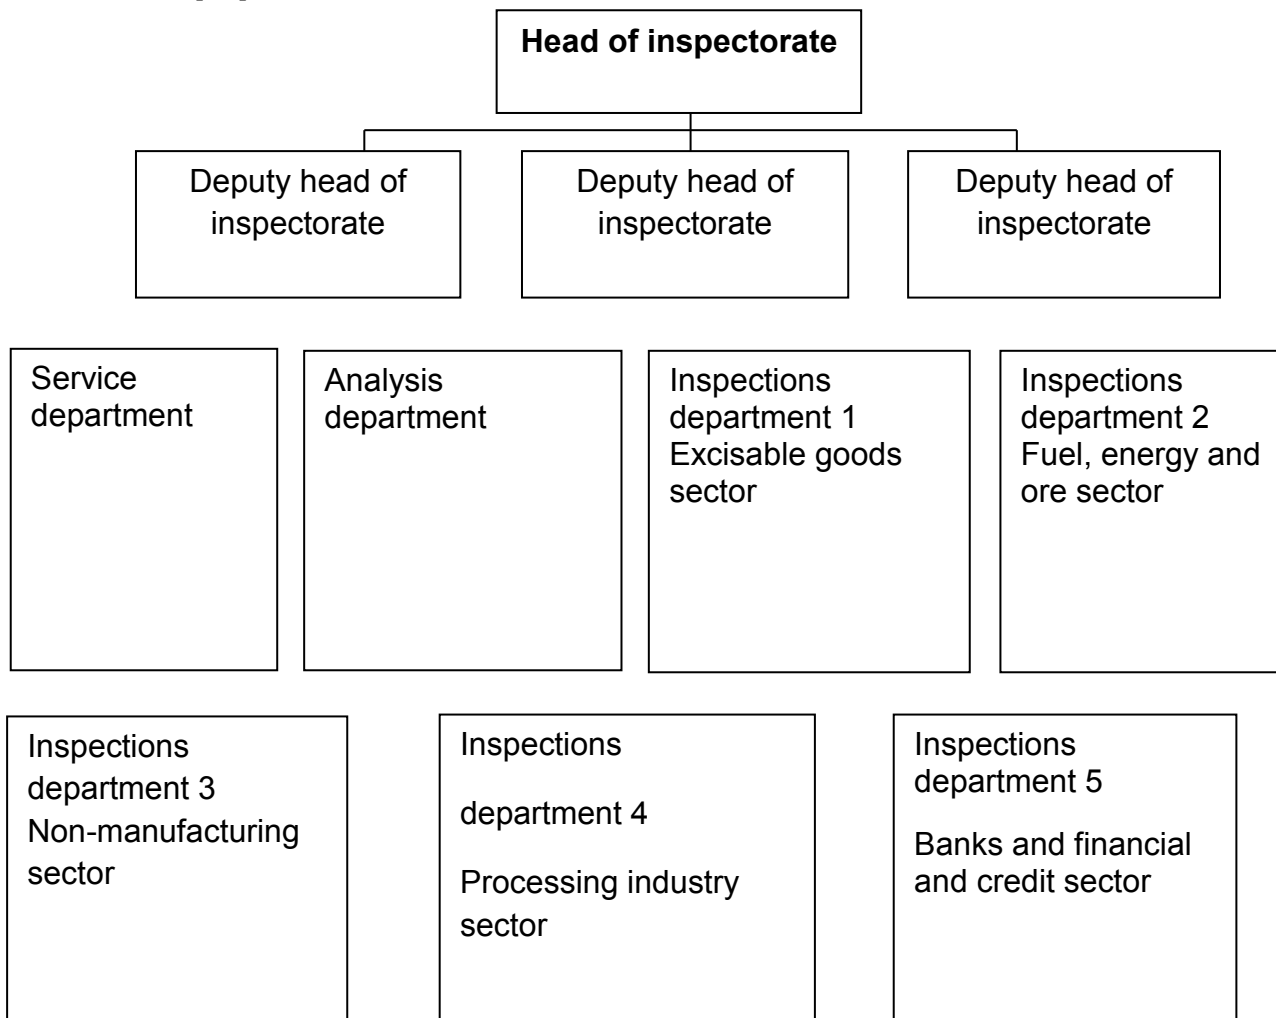 Head of inspectorate
Deputy head of
inspectorate
Deputy head of
inspectorate
Deputy head of
inspectorate
Service
department
Analysis
department
Inspections
department 1
Excisable goods
sector
Inspections
department 2
Fuel, energy and
ore sector
Inspections
department 3
Non-manufacturing
sector
Inspections
department 4
Processing industry
sector
Inspections
department 5
Banks and financial
and credit sector